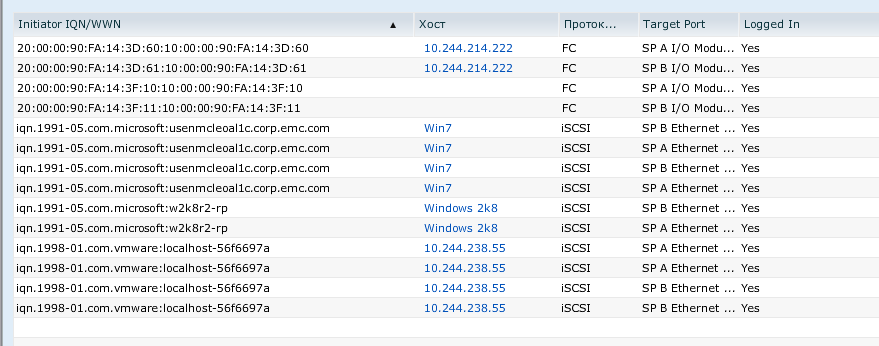 Initiator IQN/WWN ▲ Хост Проток... Target Port Logged In
20:00:00:90:FA:14:3D:60:10:00:00:90:FA:14:3D:60 10.244.214.222 FC SP A I/O Modu... Yes
20:00:00:90:FA:14:3D:61:10:00:00:90:FA:14:3D:61 10.244.214.222 FC SP B I/O Modu... Yes
20:00:00:90:FA:14:3F:10:10:00:00:90:FA:14:3F:10 FC SP A I/O Modu... Yes
20:00:00:90:FA:14:3F:11:10:00:00:90:FA:14:3F:11 FC SP B I/O Modu... Yes
iqn.1991-05.com.microsoft:usenmcleoal1c.corp.emc.com Win7 iSCSI SP B Ethernet ... Yes
iqn.1991-05.com.microsoft:usenmcleoal1c.corp.emc.com Win7 iSCSI SP A Ethernet ... Yes
iqn.1991-05.com.microsoft:usenmcleoal1c.corp.emc.com Win7 iSCSI SP B Ethernet ... Yes
iqn.1991-05.com.microsoft:usenmcleoal1c.corp.emc.com Win7 iSCSI SP A Ethernet ... Yes
iqn.1991-05.com.microsoft:w2k8r2-rp Windows 2k8 iSCSI SP B Ethernet ... Yes
iqn.1991-05.com.microsoft:w2k8r2-rp Windows 2k8 iSCSI SP A Ethernet ... Yes
iqn.1998-01.com.vmware:localhost-56f6697a 10.244.238.55 iSCSI SP A Ethernet ... Yes
iqn.1998-01.com.vmware:localhost-56f6697a 10.244.238.55 iSCSI SP A Ethernet ... Yes
iqn.1998-01.com.vmware:localhost-56f6697a 10.244.238.55 iSCSI SP B Ethernet ... Yes
iqn.1998-01.com.vmware:localhost-56f6697a 10.244.238.55 iSCSI SP B Ethernet ... Yes